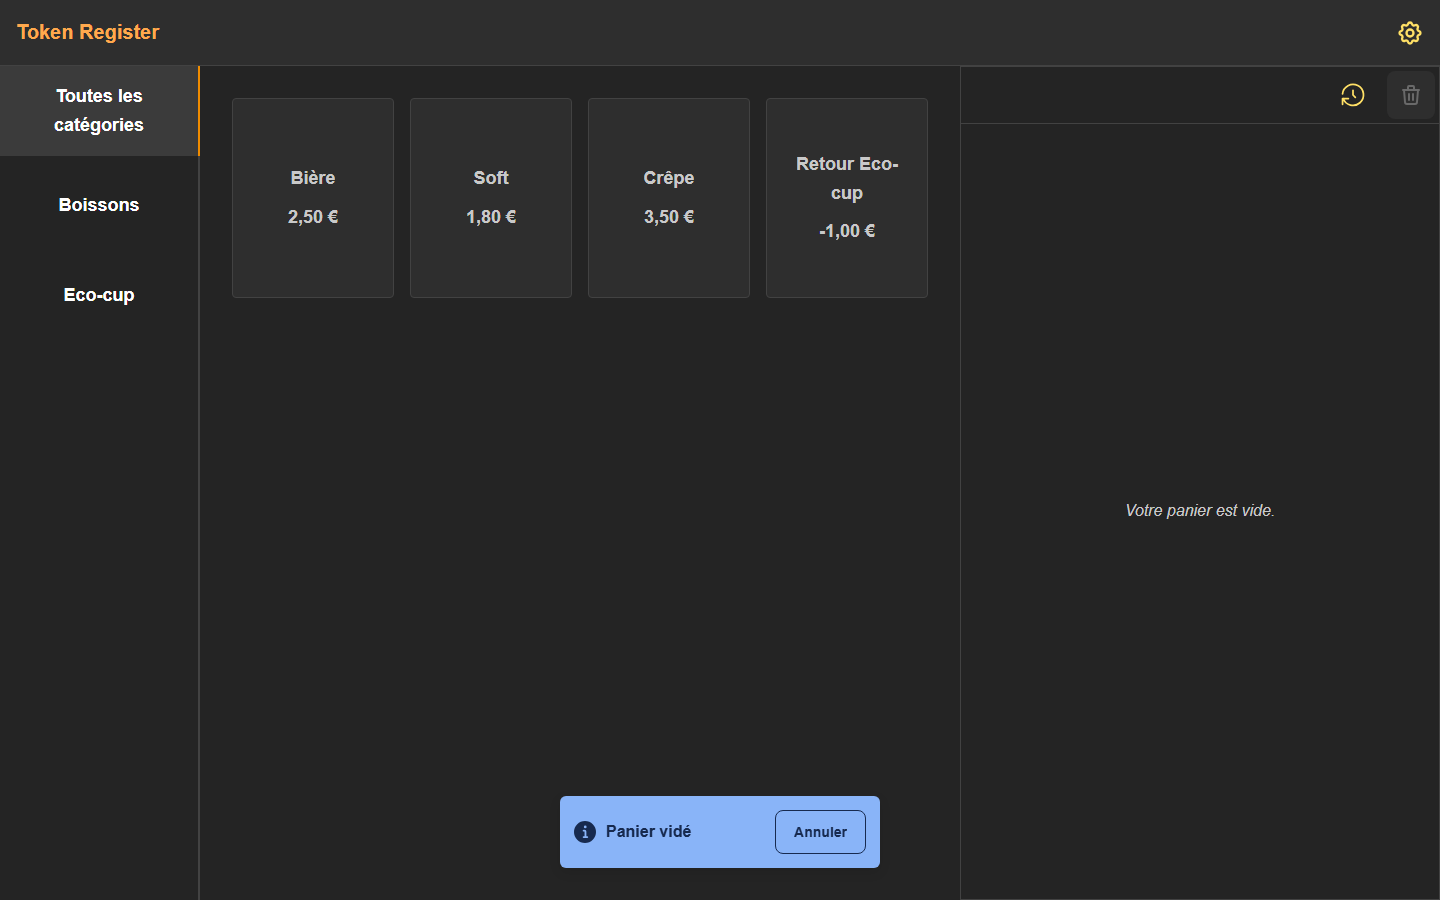 Token Register
Toutes les
catégories
Boissons
Eco-cup
Bière
2,50 €
Soft
1,80 €
Crêpe
3,50 €
Retour Eco-
cup
-1,00 €
Votre panier est vide.
Panier vidé
Annuler